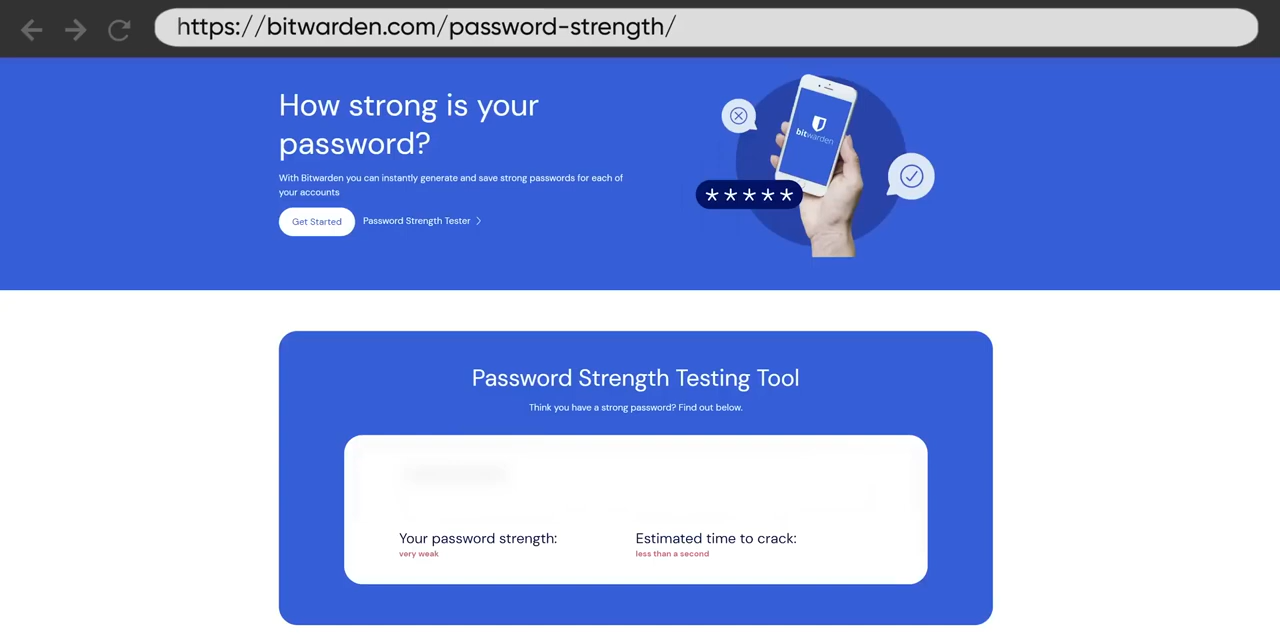 https://bitwarden.com/password-strength/
How strong is your
password?
With Bitwarden you can instantly generate and save strong passwords for each of
your accounts
Get Started
Password Strength Tester
bitwarden
*****
Password Strength Testing Tool
Think you have a strong password? Find out below.
Your password strength:
very weak
Estimated time to crack:
less than a second